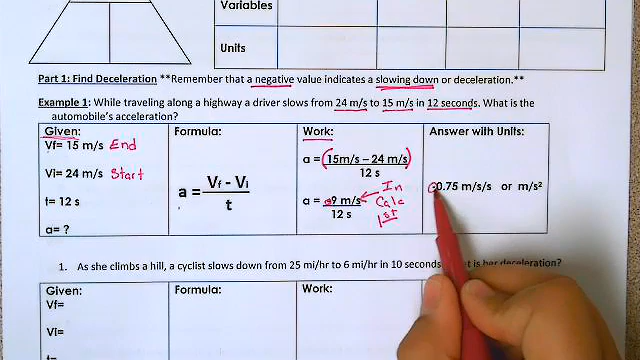 Variables
Units
Part 1: Find Deceleration **Remember that a negative value indicates a slowing down or deceleration.**
Example 1: While traveling along a highway a driver slows from 24 m/s to 15 m/s in 12 seconds. What is the
automobile's acceleration?
Given:
Vf= 15 m/s End
Vi= 24 m/s Start
t= 12 s
a= ?
Formula:
a = Vf - Vi
t
Work:
a = (15m/s – 24 m/s)
12 s
a = -9 m/s
12 s
In
Calc
1st
Answer with Units:
-0.75 m/s/s or m/s²
1. As she climbs a hill, a cyclist slows down from 25 mi/hr to 6 mi/hr in 10 seconds. is her deceleration?
Given:
Vf=
Vi=
t=
Formula:
Work: